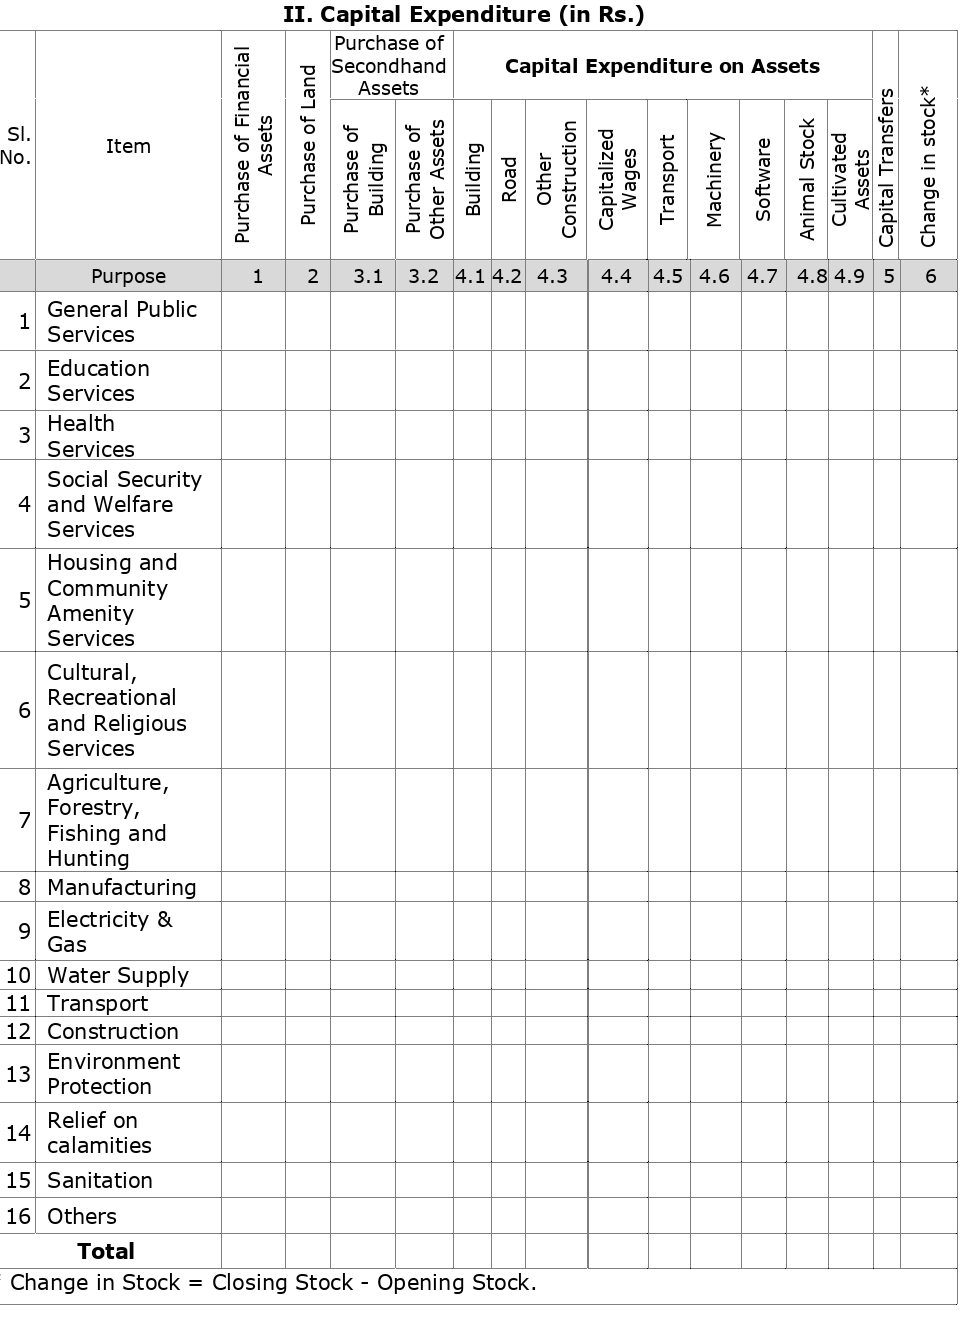 II. Capital Expenditure (in Rs.)
Sl.
No.
Item
Purchase of Financial
Assets
Purchase of Land
Purchase of
Secondhand
Assets
Purchase of
Building
Purchase of
Other Assets
Capital Expenditure on Assets
Building
Road
Other
Construction
Capitalized
Wages
Transport
Machinery
Software
Animal Stock
Cultivated
Assets
Capital Transfers
Change in stock*
Purpose 1 2 3.1 3.2 4.1 4.2 4.3 4.4 4.5 4.6 4.7 4.8 4.9 5 6
1 General Public
Services
2 Education
Services
3 Health
Services
4 Social Security
and Welfare
Services
5 Housing and
Community
Amenity
Services
6 Cultural,
Recreational
and Religious
Services
7 Agriculture,
Forestry,
Fishing and
Hunting
8 Manufacturing
9 Electricity &
Gas
10 Water Supply
11 Transport
12 Construction
13 Environment
Protection
14 Relief on
calamities
15 Sanitation
16 Others
Total
* Change in Stock = Closing Stock - Opening Stock.